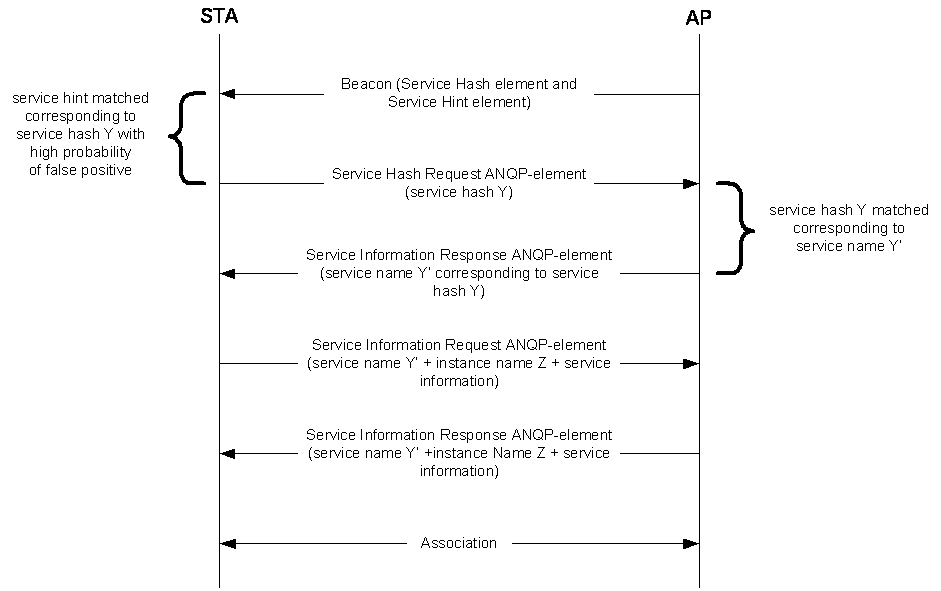 STA
AP
Beacon (Service Hash element and
Service Hint element)
service hint matched
corresponding to
service hash Y with
high probability
of false positive
Service Hash Request ANQP-element
(service hash Y)
service hash Y matched
corresponding to
service name Y'
Service Information Response ANQP-element
(service name Y' corresponding to service
hash Y)
Service Information Request ANQP-element
(service name Y' + instance name Z + service
information)
Service Information Response ANQP-element
(service name Y' +instance Name Z + service
information)
Association